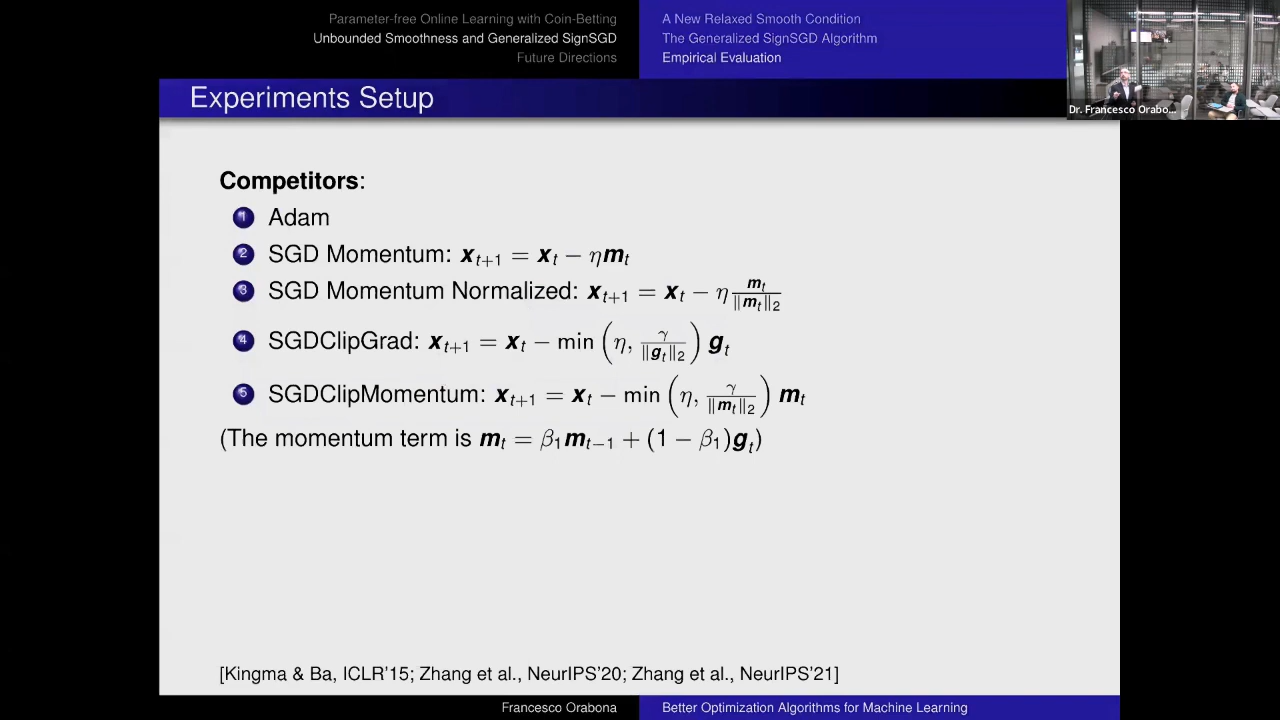 Parameter-free Online Learning with Coin-Betting
Unbounded Smoothness and Generalized SignSGD
Future Directions
A New Relaxed Smooth Condition
The Generalized SignSGD Algorithm
Empirical Evaluation
Dr. Francesco Orabo...
Experiments Setup
Competitors:
1 Adam
2 SGD Momentum: x_{t+1} = x_t − ηm_t
3 SGD Momentum Normalized: x_{t+1} = x_t − η m_t/‖m_t‖_2
4 SGDClipGrad: x_{t+1} = x_t − min (η, γ/‖g_t‖_2) g_t
5 SGDClipMomentum: x_{t+1} = x_t − min (η, γ/‖m_t‖_2) m_t
(The momentum term is m_t = β_1m_{t−1} + (1 − β_1)g_t)
[Kingma & Ba, ICLR'15; Zhang et al., NeurIPS'20; Zhang et al., NeurIPS'21]
Francesco Orabona
Better Optimization Algorithms for Machine Learning